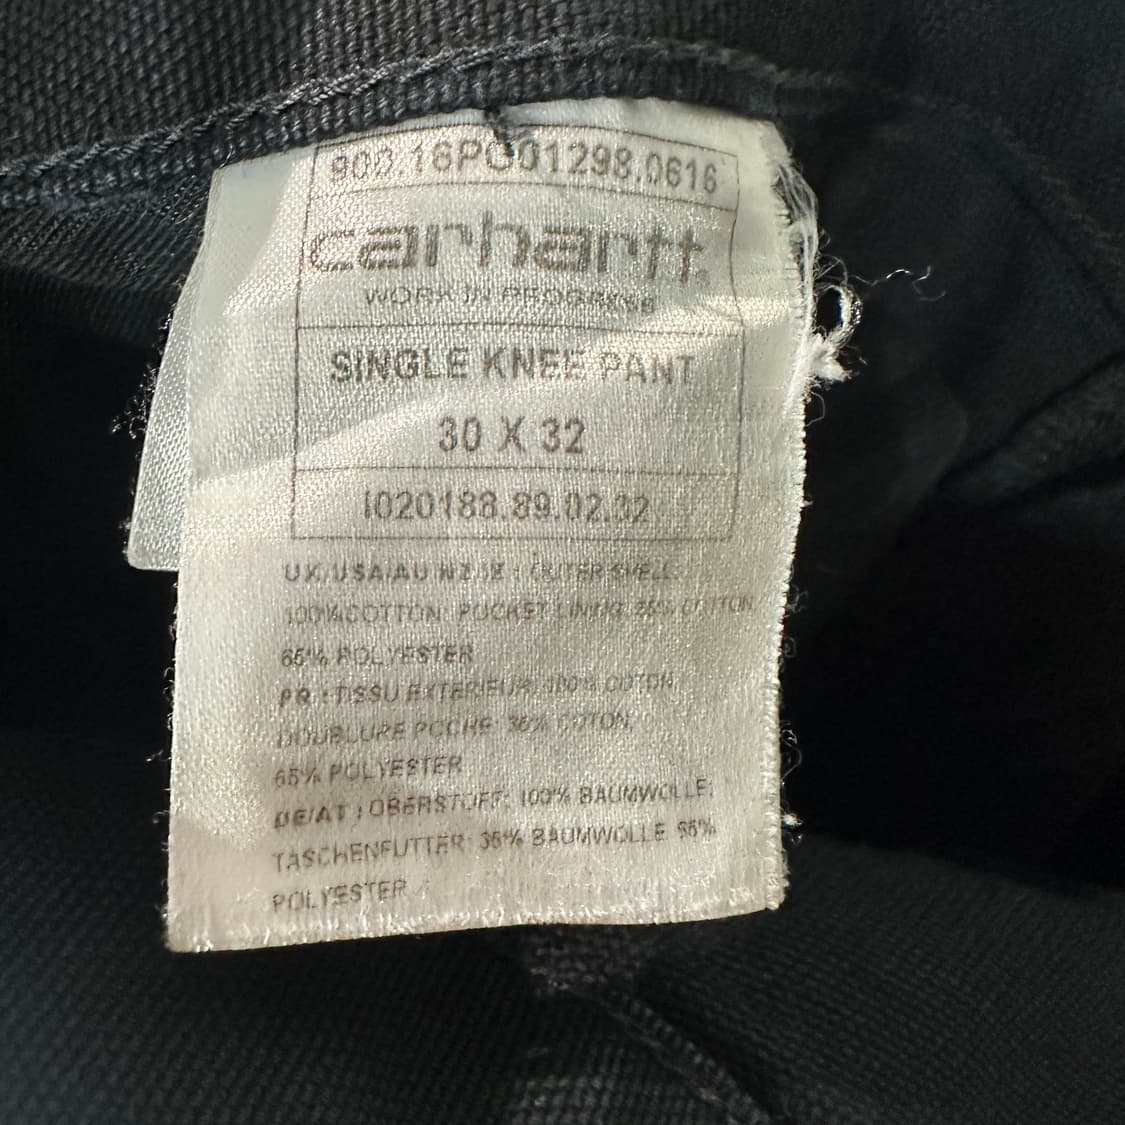 900.16PO01298.0616
carhartt
WORK IN PROGRESS
SINGLE KNEE PANT
30 X 32
I020188.89.02.32
UK/USA/AU/NZ/IE : OUTER SHELL:
100% COTTON; POCKET LINING: 35% COTTON,
65% POLYESTER
FR : TISSU EXTERIEUR: 100% COTON;
DOUBLURE POCHE: 35% COTON,
65% POLYESTER
DE/AT : OBERSTOFF: 100% BAUMWOLLE;
TASCHENFUTTER: 35% BAUMWOLLE, 65%
POLYESTER